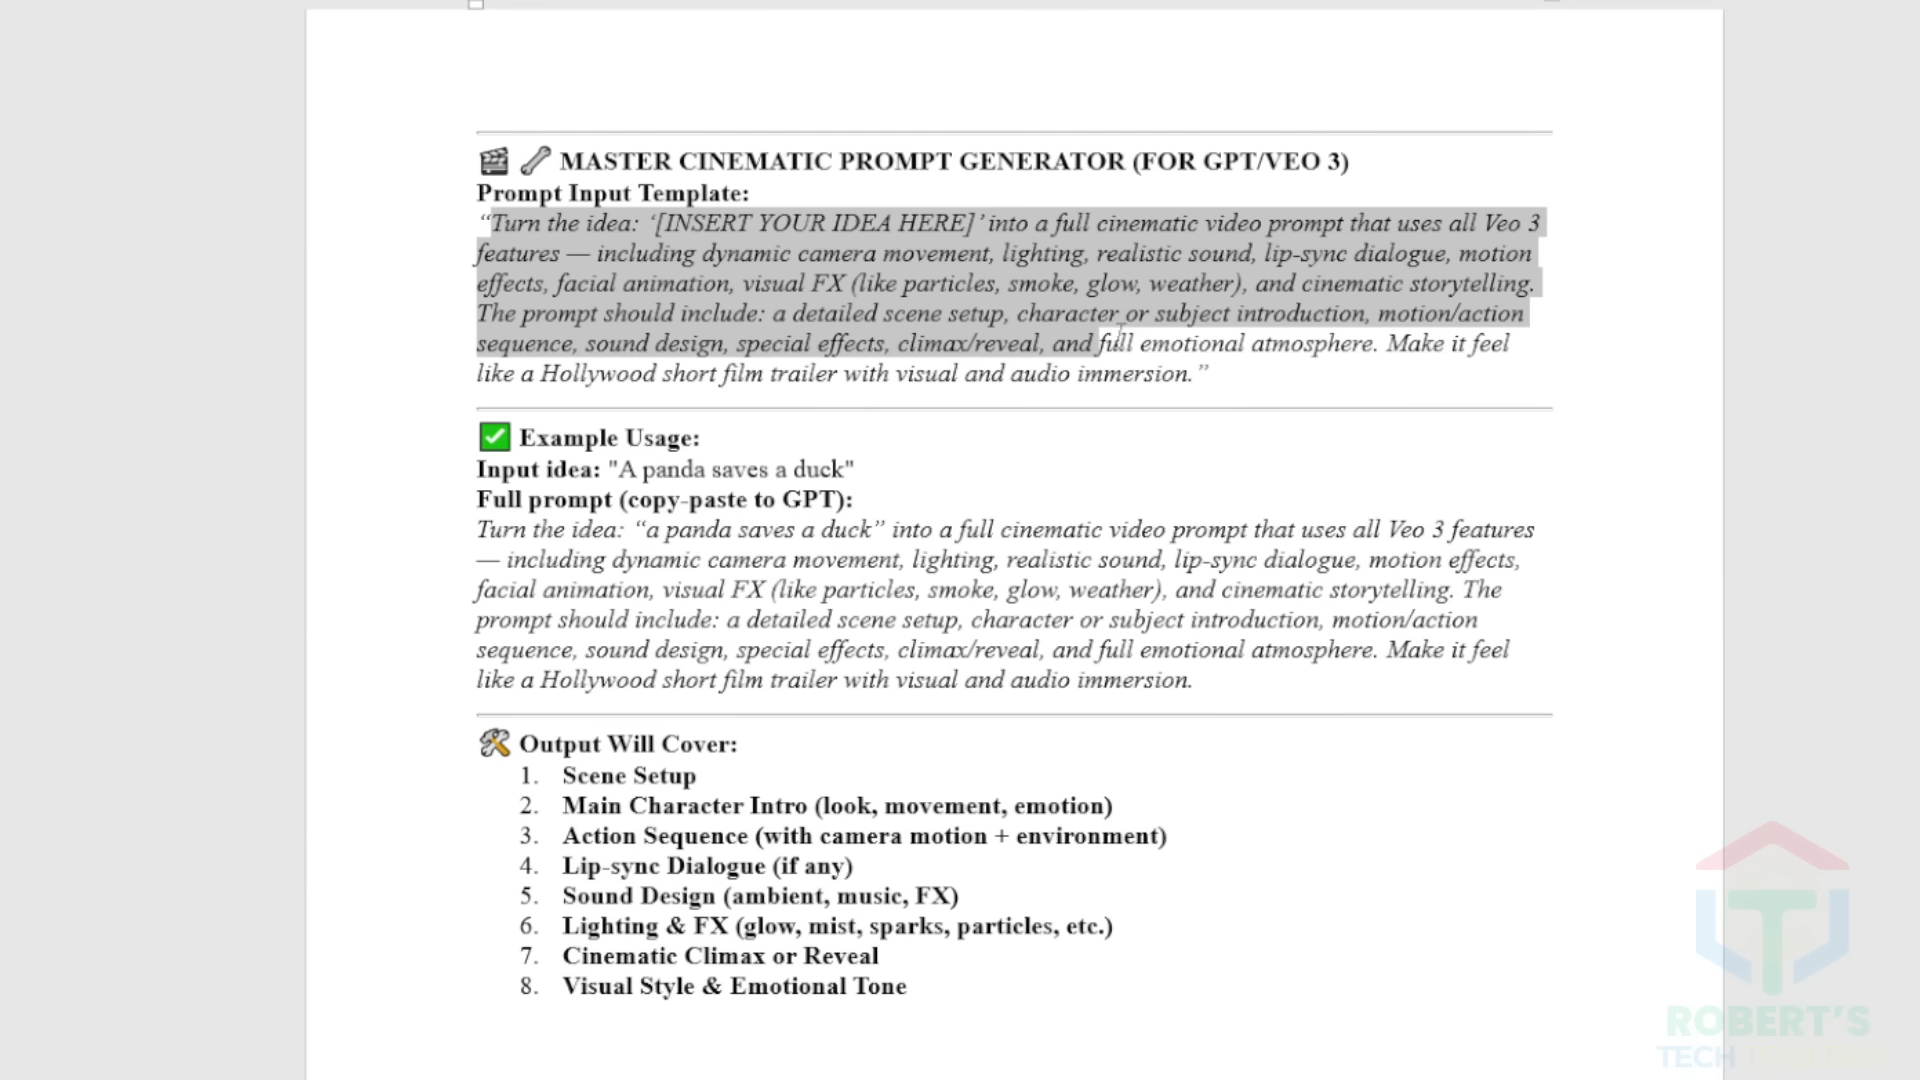 MASTER CINEMATIC PROMPT GENERATOR (FOR GPT/VEO 3)
Prompt Input Template:
“Turn the idea: ‘[INSERT YOUR IDEA HERE]’ into a full cinematic video prompt that uses all Veo 3
features — including dynamic camera movement, lighting, realistic sound, lip-sync dialogue, motion
effects, facial animation, visual FX (like particles, smoke, glow, weather), and cinematic storytelling.
The prompt should include: a detailed scene setup, character or subject introduction, motion/action
sequence, sound design, special effects, climax/reveal, and full emotional atmosphere. Make it feel
like a Hollywood short film trailer with visual and audio immersion.”
Example Usage:
Input idea: "A panda saves a duck"
Full prompt (copy-paste to GPT):
Turn the idea: “a panda saves a duck” into a full cinematic video prompt that uses all Veo 3 features
— including dynamic camera movement, lighting, realistic sound, lip-sync dialogue, motion effects,
facial animation, visual FX (like particles, smoke, glow, weather), and cinematic storytelling. The
prompt should include: a detailed scene setup, character or subject introduction, motion/action
sequence, sound design, special effects, climax/reveal, and full emotional atmosphere. Make it feel
like a Hollywood short film trailer with visual and audio immersion.
Output Will Cover:
1. Scene Setup
2. Main Character Intro (look, movement, emotion)
3. Action Sequence (with camera motion + environment)
4. Lip-sync Dialogue (if any)
5. Sound Design (ambient, music, FX)
6. Lighting & FX (glow, mist, sparks, particles, etc.)
7. Cinematic Climax or Reveal
8. Visual Style & Emotional Tone
ROBERT'S
TECH